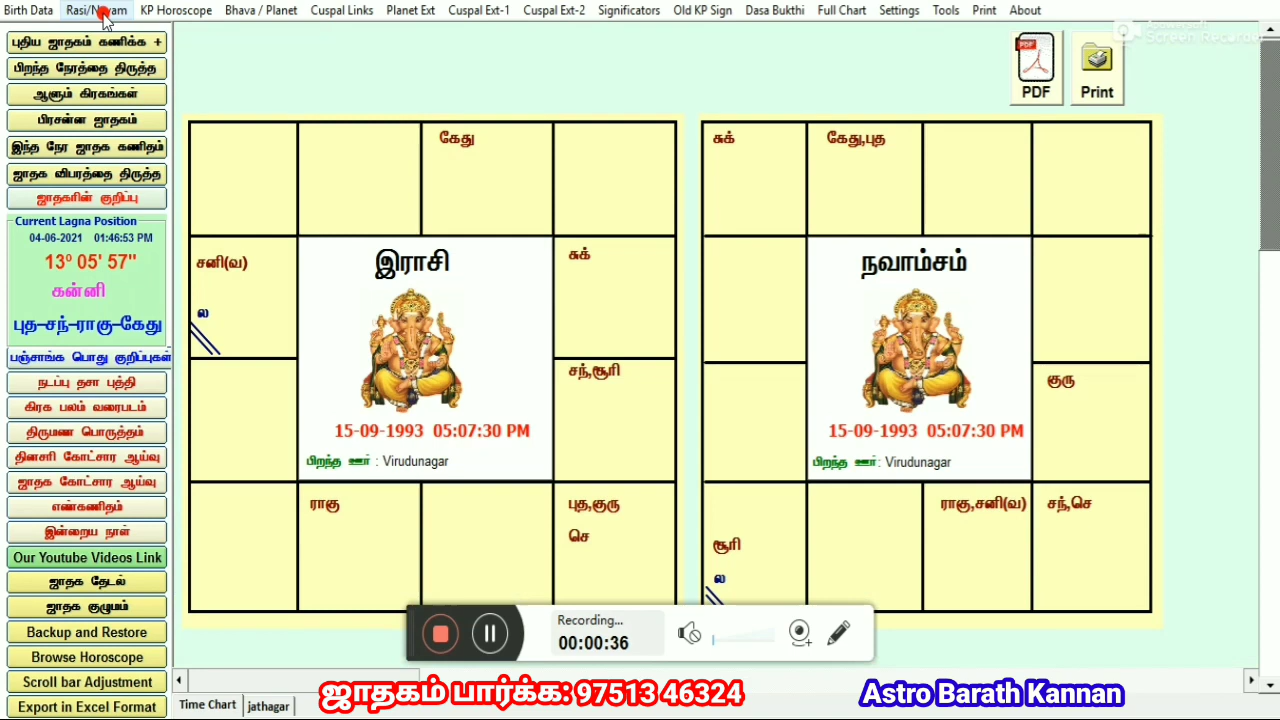 Birth Data Rasi/Navam KP Horoscope Bhava / Planet Cuspal Links Planet Ext Cuspal Ext-1 Cuspal Ext-2 Significators Old KP Sign Dasa Bukthi Full Chart Settings Tools Print About
புதிய ஜாதகம் கணிக்க +
பிறந்த நேரத்தை திருத்த
ஆளும் கிரகங்கள்
பிரசன்ன ஜாதகம்
இந்த நேர ஜாதக கணிதம்
ஜாதக விபரத்தை திருத்த
ஜாதகரின் குறிப்பு
Current Lagna Position
04-06-2021 01:46:53 PM
13º 05' 57"
கன்னி
புத-சந்-ராகு-கேது
பஞ்சாங்க பொது குறிப்புகள்
நடப்பு தசா புத்தி
கிரக பலம் வரைபடம்
திருமண பொருத்தம்
தினசரி கோட்சார ஆய்வு
ஜாதக கோட்சார ஆய்வு
எண்கணிதம்
இன்றைய நாள்
Our Youtube Videos Link
ஜாதக தேடல்
ஜாதக குழுமம்
Backup and Restore
Browse Horoscope
Scroll bar Adjustment
Export in Excel Format
Screen Recorder
PDF
PDF Print
கேது
சனி(வ)
ல
இராசி
சுக்
சந்,சூரி
15-09-1993 05:07:30 PM
பிறந்த ஊர் : Virudunagar
ராகு
புத,குரு
செ
சுக் கேது,புத
நவாம்சம்
குரு
15-09-1993 05:07:30 PM
பிறந்த ஊர் : Virudunagar
ராகு,சனி(வ) சந்,செ
சூரி
ல
Recording...
00:00:36
Time Chart jathagar
ஜாதகம் பார்க்க: 97513 46324
Astro Barath Kannan